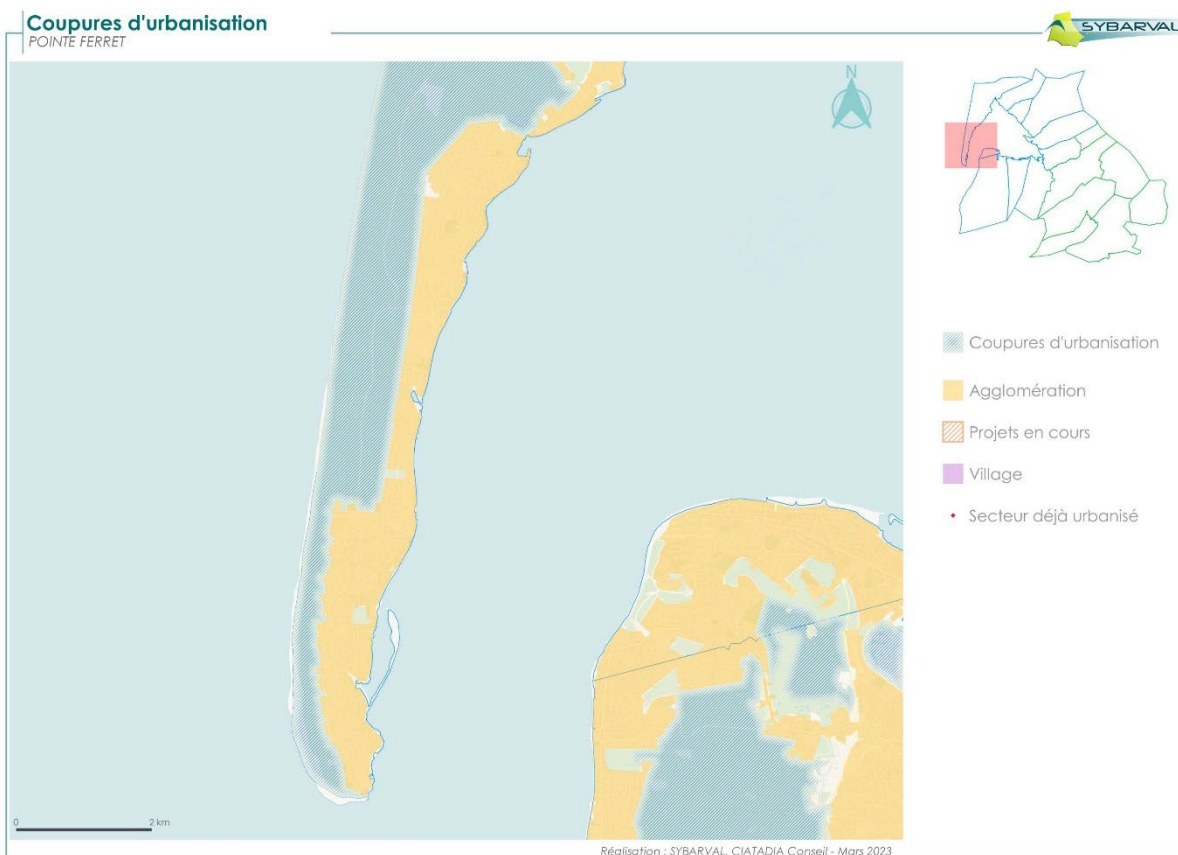 Coupures d'urbanisation
POINTE FERRET
SYBARVAL
N
Coupures d'urbanisation
Agglomération
Projets en cours
Village
Secteur déjà urbanisé
0 2 km
Réalisation : SYBARVAL, CIATADIA Conseil - Mars 2023